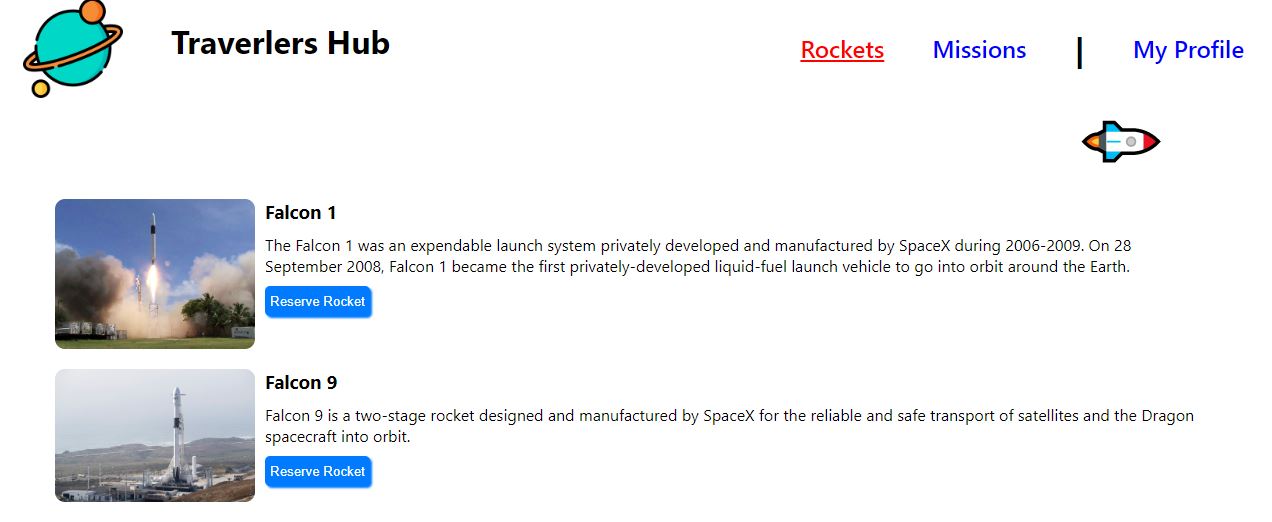 Traverlers Hub
Rockets Missions | My Profile
Falcon 1
The Falcon 1 was an expendable launch system privately developed and manufactured by SpaceX during 2006-2009. On 28
September 2008, Falcon 1 became the first privately-developed liquid-fuel launch vehicle to go into orbit around the Earth.
Reserve Rocket
Falcon 9
Falcon 9 is a two-stage rocket designed and manufactured by SpaceX for the reliable and safe transport of satellites and the Dragon
spacecraft into orbit.
Reserve Rocket